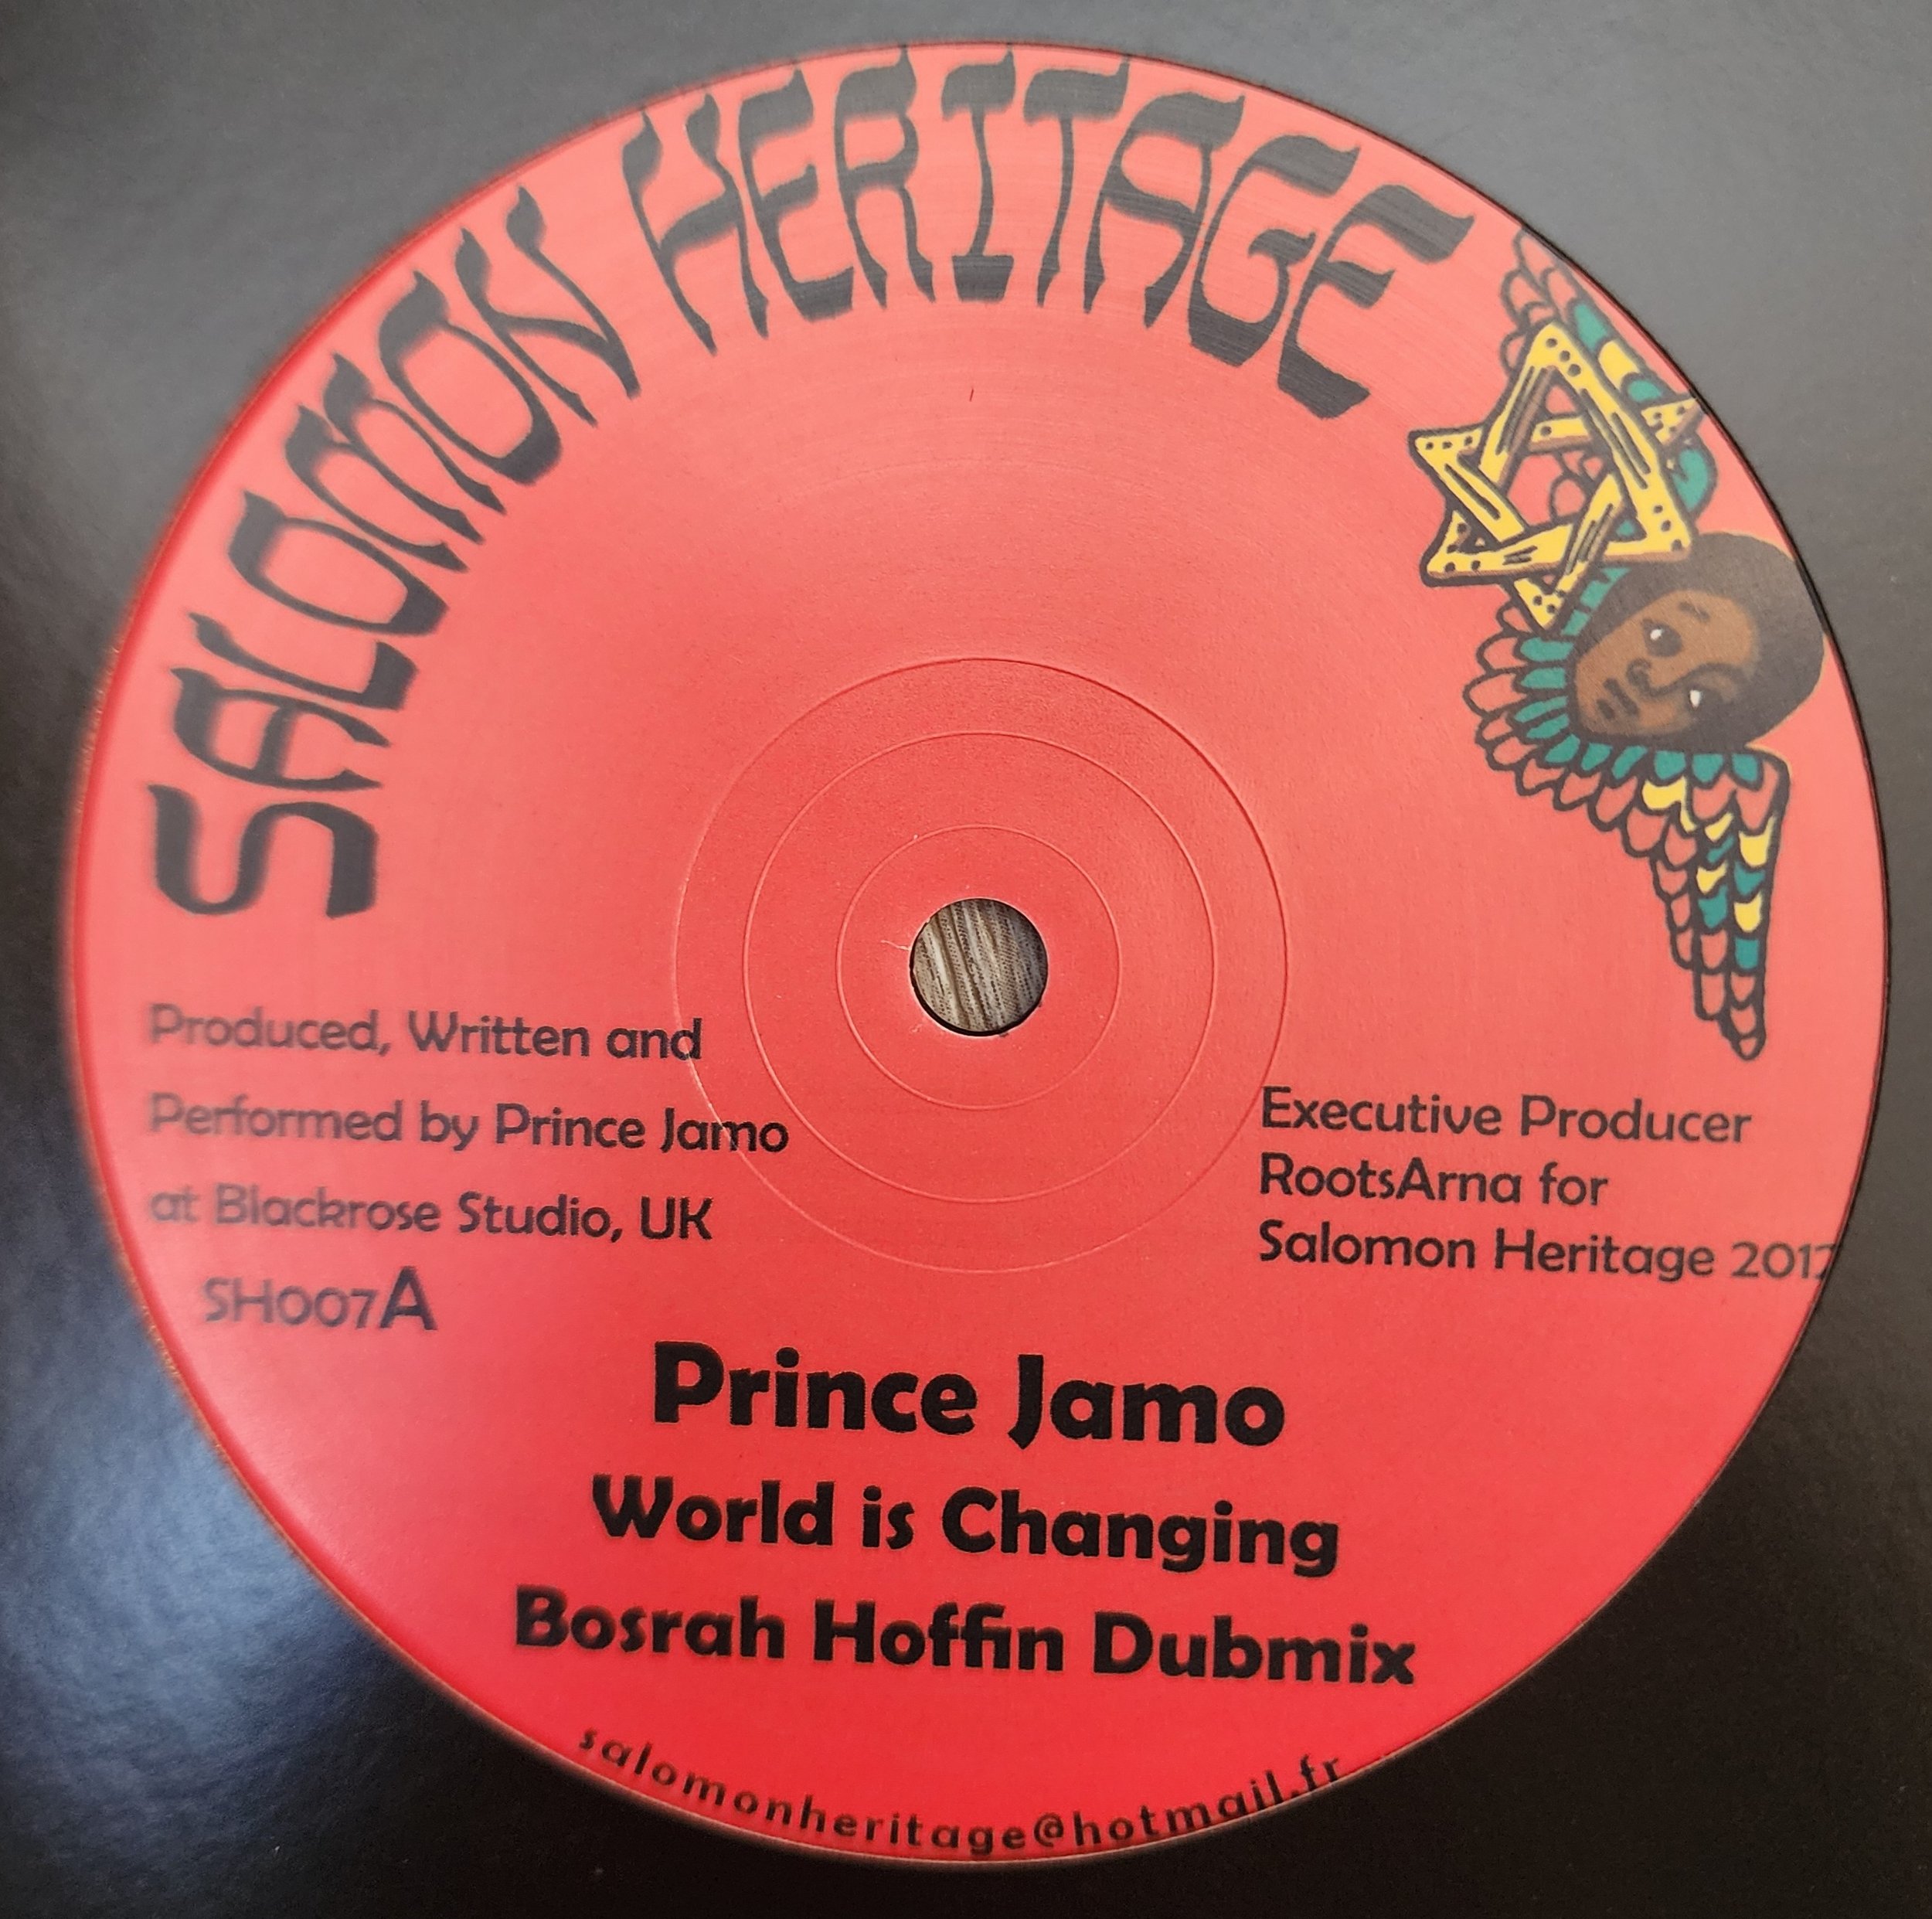 SALOMON HERITAGE
Produced, Written and
Performed by Prince Jamo
at Blackrose Studio, UK
SH007A
Executive Producer
RootsArna for
Salomon Heritage 2017
Prince Jamo
World is Changing
Bosrah Hoffin Dubmix
salomonheritage@hotmail.fr